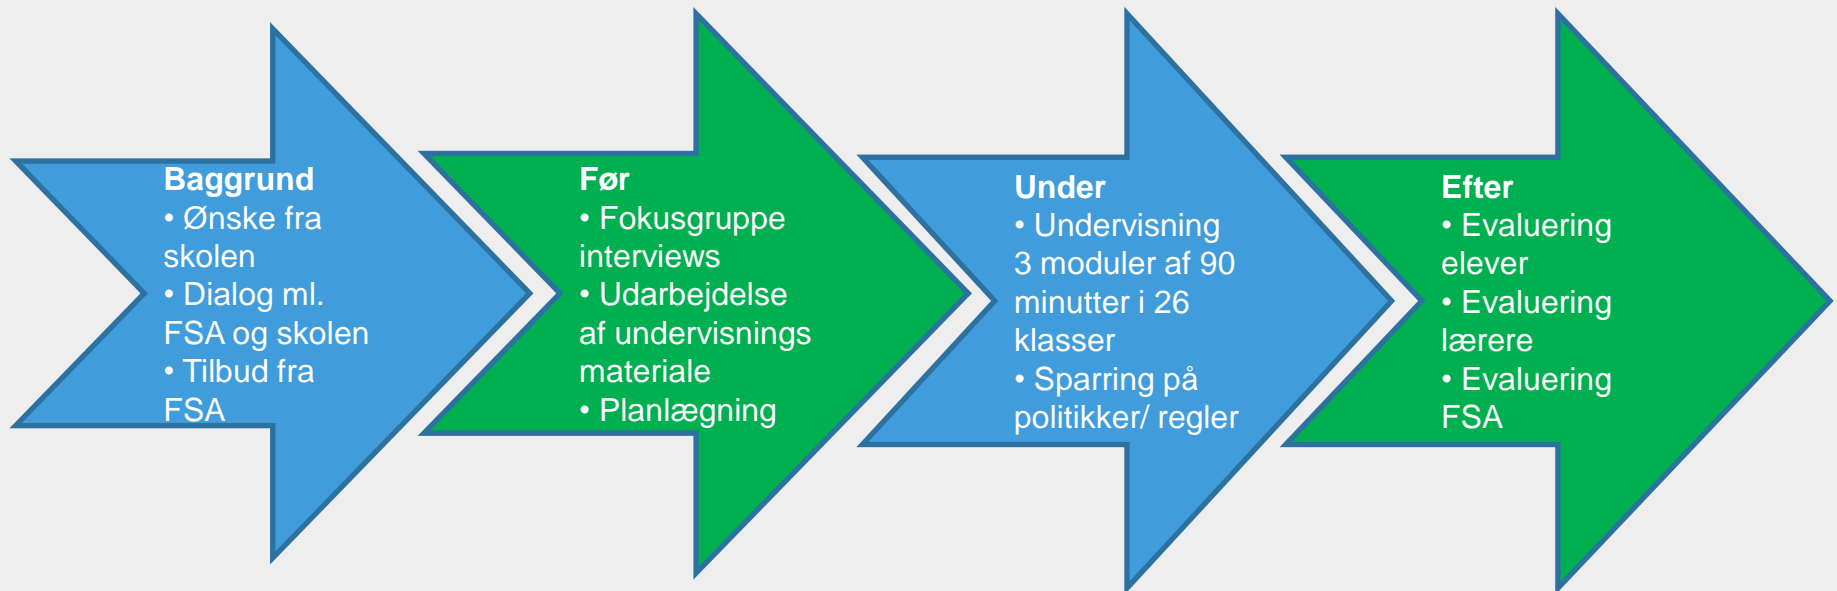 Baggrund
• Ønske fra
skolen
• Dialog ml.
FSA og skolen
• Tilbud fra
FSA
Før
• Fokusgruppe
interviews
• Udarbejdelse
af undervisnings
materiale
• Planlægning
Under
• Undervisning
3 moduler af 90
minutter i 26
klasser
• Sparring på
politikker/ regler
Efter
• Evaluering
elever
• Evaluering
lærere
• Evaluering
FSA